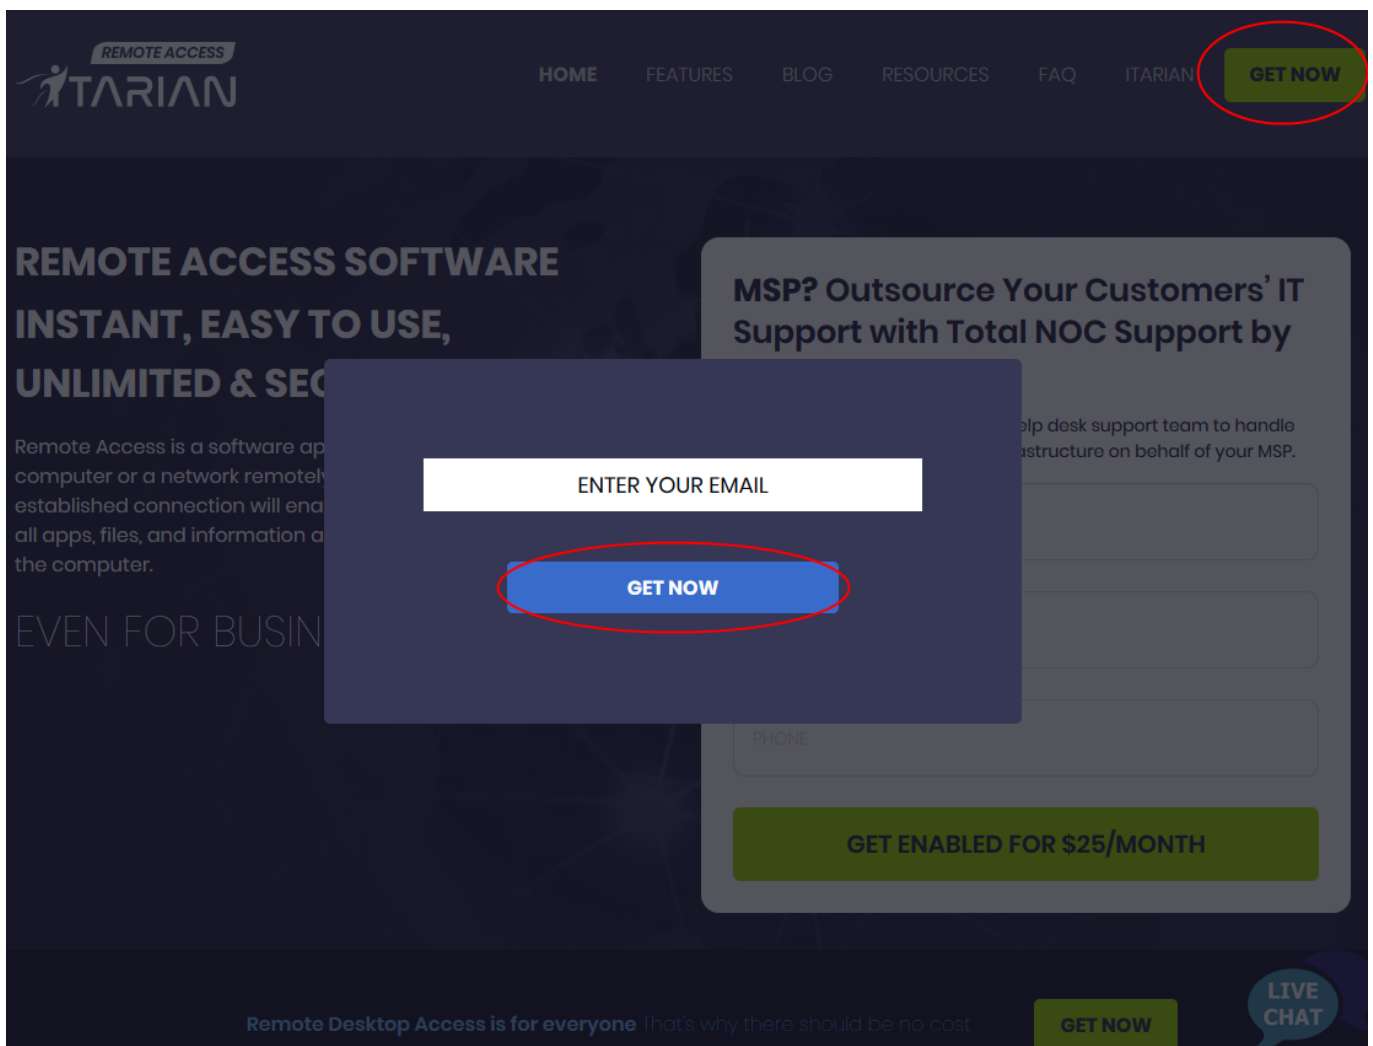 REMOTE ACCESS
ITARIAN
HOME FEATURES BLOG RESOURCES FAQ ITARIAN GET NOW
REMOTE ACCESS SOFTWARE
INSTANT, EASY TO USE,
UNLIMITED & SEC
Remote Access is a software ap
computer or a network remotely
established connection will ena
all apps, files, and information a
the computer.
EVEN FOR BUSIN
MSP? Outsource Your Customers' IT
Support with Total NOC Support by
elp desk support team to handle
astructure on behalf of your MSP.
ENTER YOUR EMAIL
GET NOW
PHONE
GET ENABLED FOR $25/MONTH
Remote Desktop Access is for everyone That's why there should be no cost
GET NOW
LIVE
CHAT